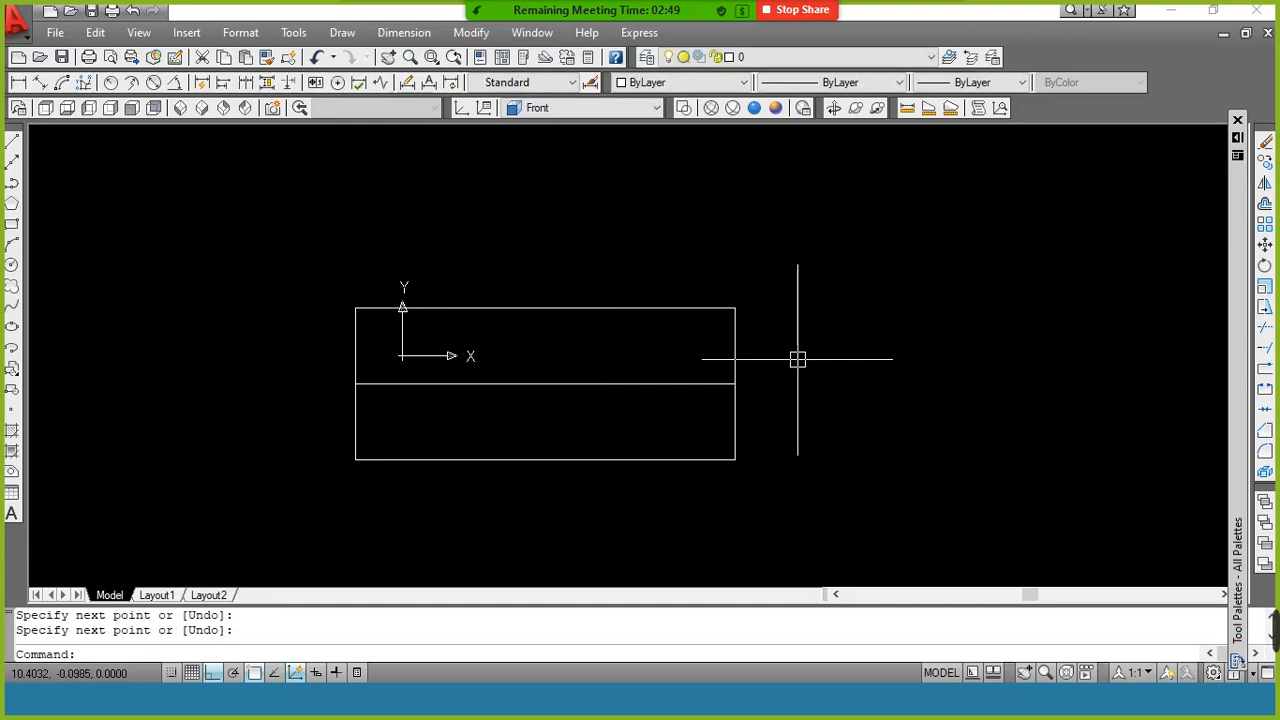 Remaining Meeting Time: 02:49
Stop Share
File Edit View Insert Format Tools Draw Dimension Modify Window Help Express
0
Standard
ByLayer
ByLayer
ByLayer
ByColor
Front
Y
X
Model Layout1 Layout2
Tool Palettes - All Palettes
Specify next point or [Undo]:
Specify next point or [Undo]:
Command:
10.4032, -0.0985, 0.0000
MODEL
1:1